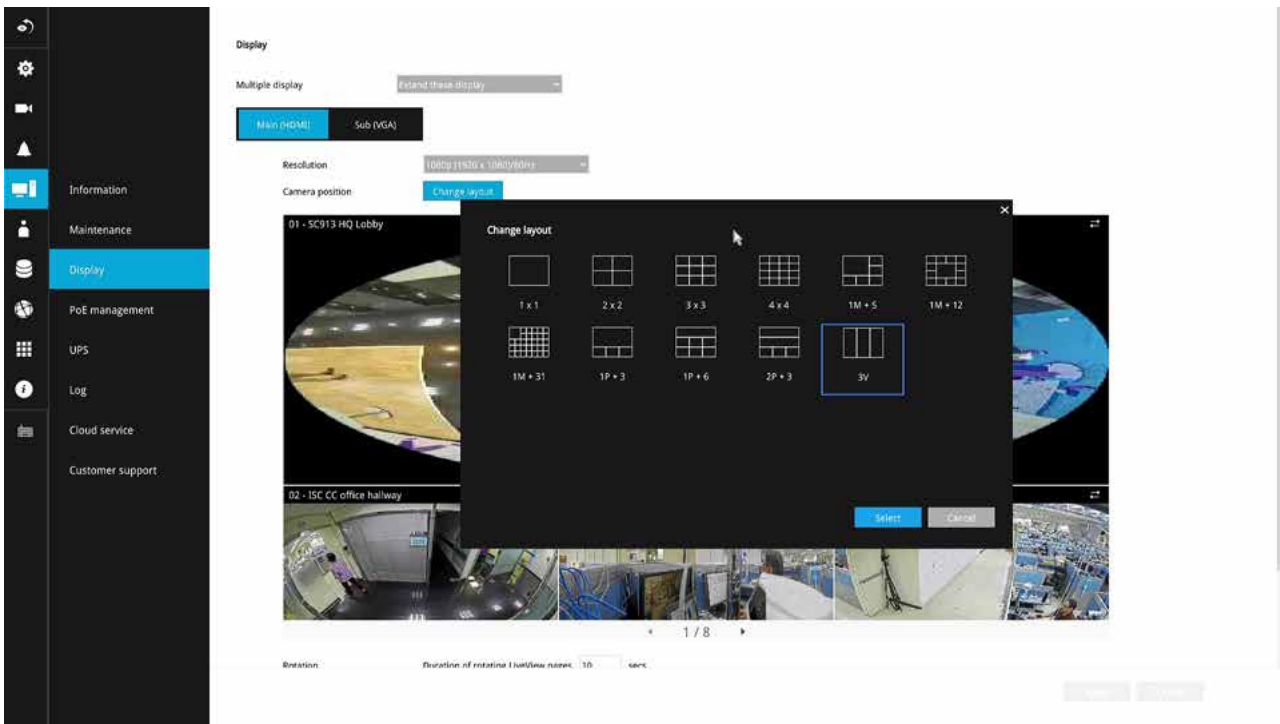 Display
Multiple display
Extend these display
Main (HDMI)
Sub (VGA)
Resolution
1080p (1920 x 1080)/60Hz
Camera position
Change layout
Information
Maintenance
Display
PoE management
UPS
Log
Cloud service
Customer support
01 - SC913 HQ Lobby
Change layout
1 x 1
2 x 2
3 x 3
4 x 4
1M + 5
1M + 12
1M + 31
1P + 3
1P + 6
2P + 3
3V
Select
Cancel
02 - ISC CC office hallway
1 / 8
Rotation
Duration of rotating LiveView pages
10
secs